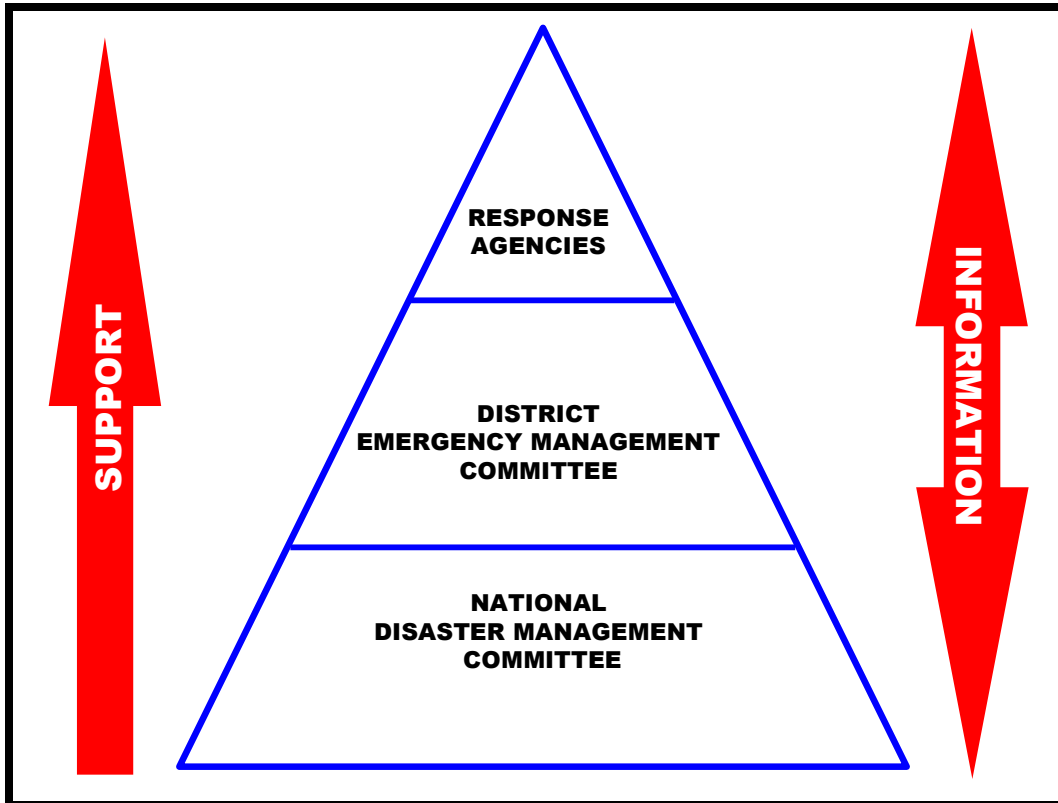 RESPONSE
AGENCIES
SUPPORT
INFORMATION
DISTRICT
EMERGENCY MANAGEMENT
COMMITTEE
NATIONAL
DISASTER MANAGEMENT
COMMITTEE